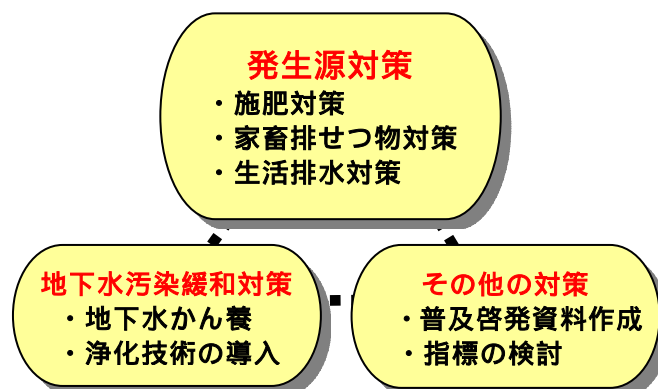 発生源対策
・施肥対策
・家畜排せつ物対策
・生活排水対策
地下水汚染緩和対策
・地下水かん養
・浄化技術の導入
その他の対策
・普及啓発資料作成
・指標の検討